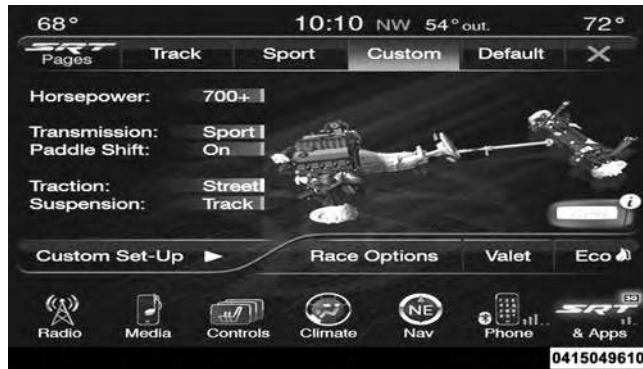 68° 10:10 NW 54° out. 72°
SRT Pages Track Sport Custom Default X
Horsepower: 700+
Transmission: Sport
Paddle Shift: On
Traction: Street
Suspension: Track
i
Custom Set-Up Race Options Valet Eco
NE 3G SRT
Radio Media Controls Climate Nav Phone & Apps
0415049610